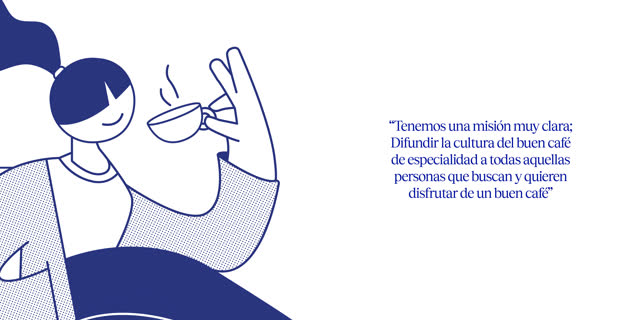 “Tenemos una misión muy clara;
Difundir la cultura del buen café
de especialidad a todas aquellas
personas que buscan y quieren
disfrutar de un buen café”